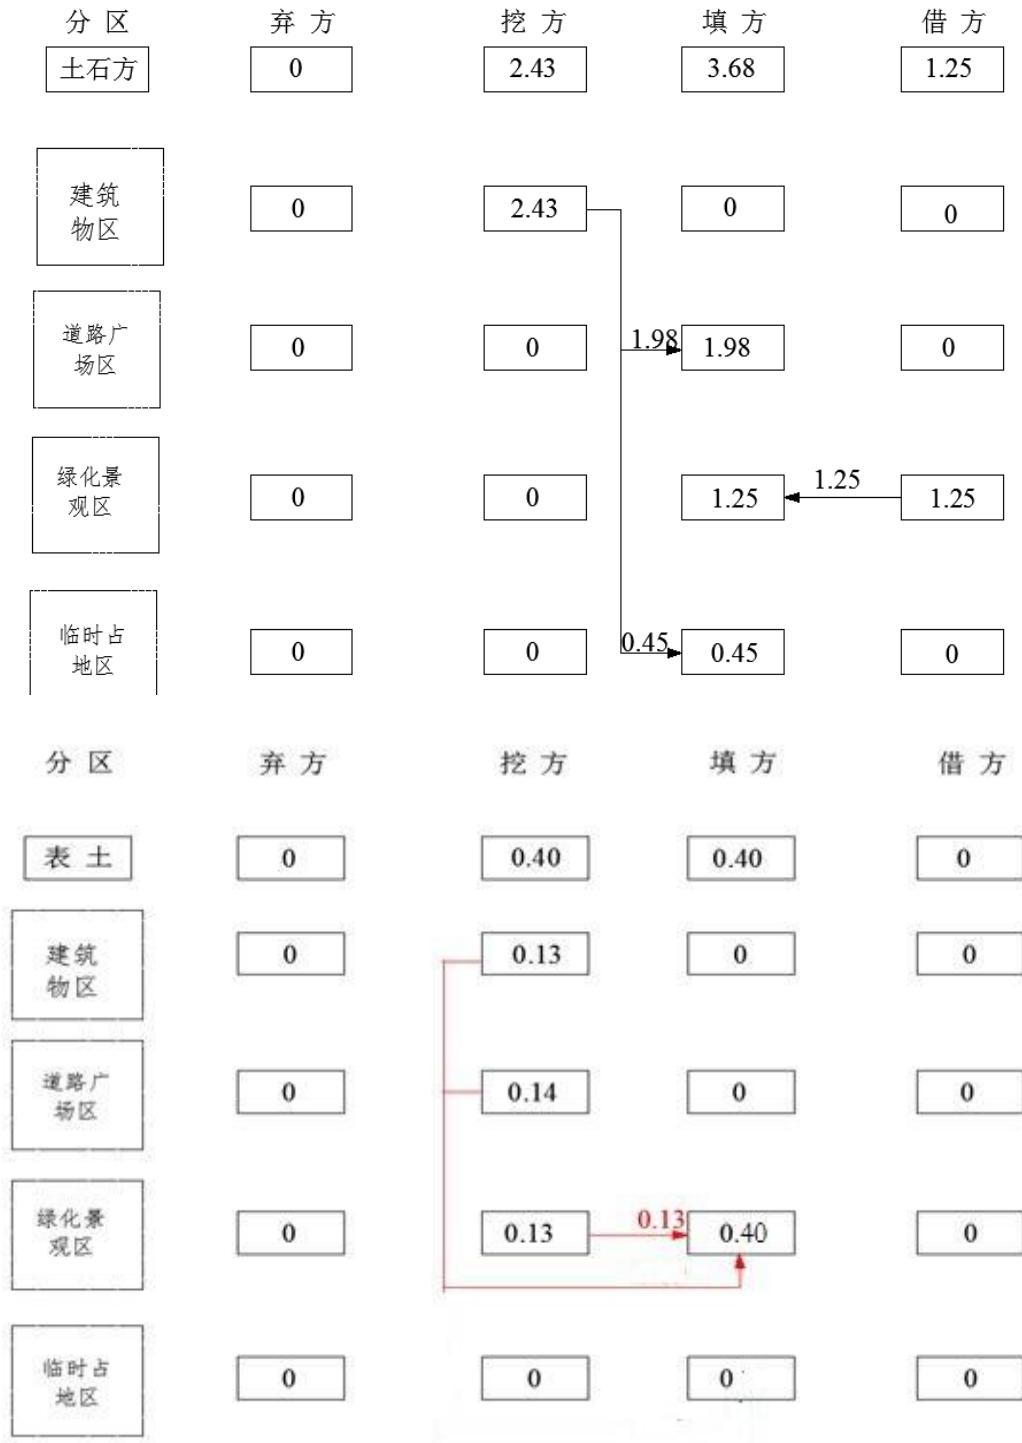 分区 弃方 挖方 填方 借方
土石方 0 2.43 3.68 1.25
建筑
物区
0 2.43 0 0
道路广
场区
0 0 1.98 1.98 0
绿化景
观区
0 0 1.25 1.25 1.25
临时占
地区
0 0 0.45 0.45 0
分区 弃方 挖方 填方 借方
表土 0 0.40 0.40 0
建筑
物区
0 0.13 0 0
道路广
场区
0 0.14 0 0
绿化景
观区
0 0.13 0.13 0.40 0
临时占
地区
0 0 0 0